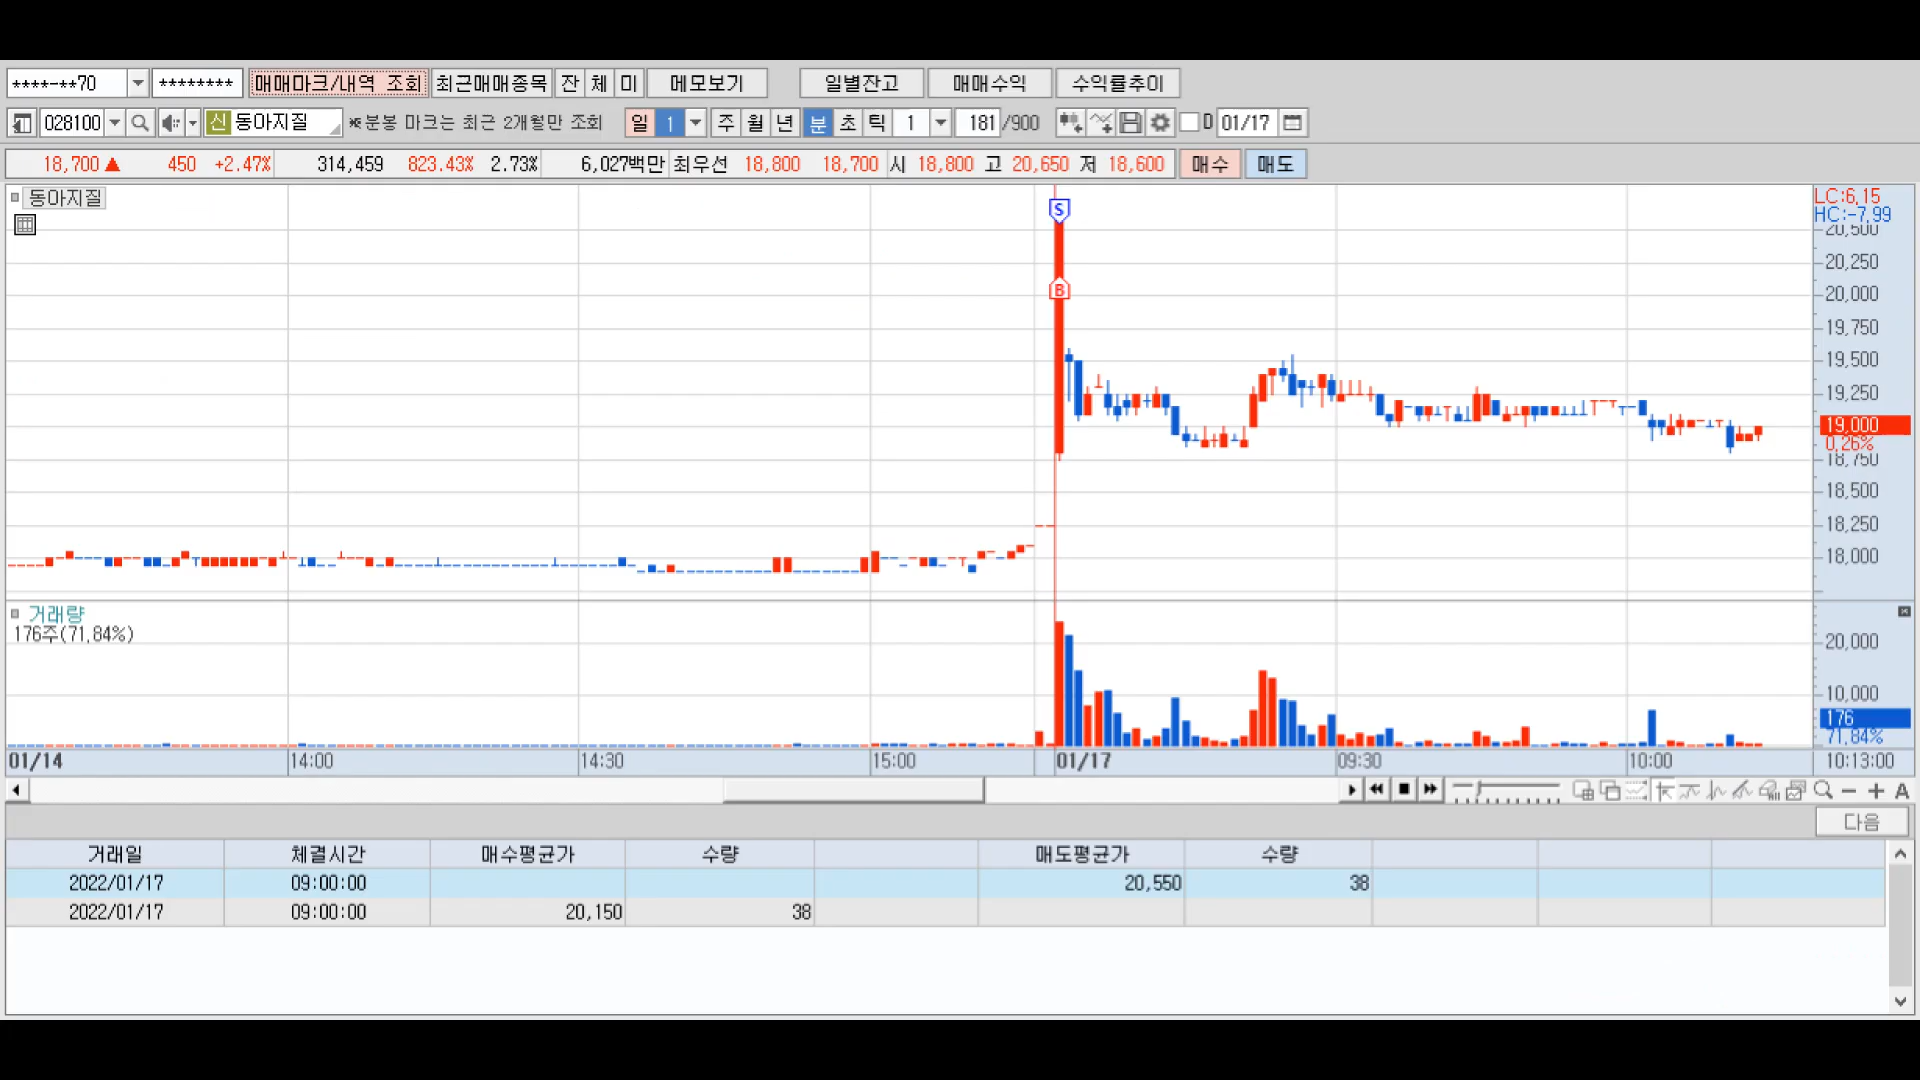 ****-**70 ******** 매매마크/내역 조회 최근매매종목 잔 체 미 메모보기 일별잔고 매매수익 수익률추이
028100 신 동아지질 ※분봉 마크는 최근 2개월만 조회 일 1 주 월 년 분 초 틱 1 181 /900 D 01/17
18,700 ▲ 450 +2.47% 314,459 823.43% 2.73% 6,027백만 최우선 18,800 18,700 시 18,800 고 20,650 저 18,600 매수 매도
동아지질
LC:6,15
HC:-7,99
S
B
20,500
20,250
20,000
19,750
19,500
19,250
19,000
0,26%
18,750
18,500
18,250
18,000
거래량
176주(71,84%)
20,000
10,000
176
71,84%
01/14 14:00 14:30 15:00 01/17 09:30 10:00 10:13:00
A
다음
거래일 체결시간 매수평균가 수량 매도평균가 수량
2022/01/17 09:00:00 20,550 38
2022/01/17 09:00:00 20,150 38